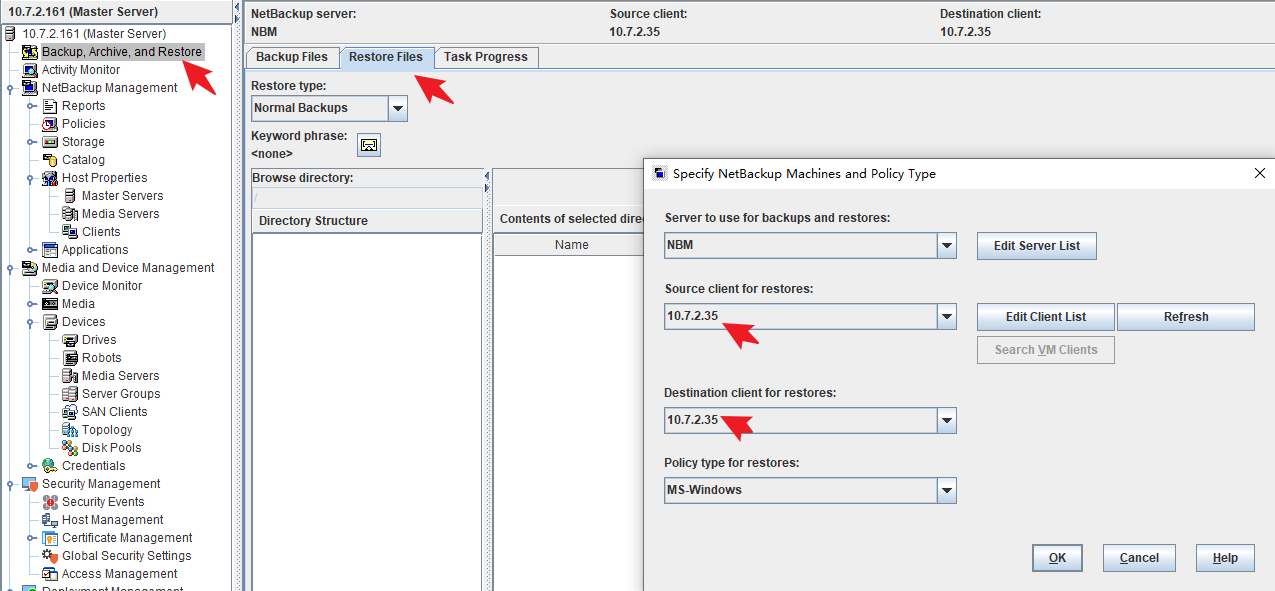 10.7.2.161 (Master Server)
10.7.2.161 (Master Server)
Backup, Archive, and Restore
Activity Monitor
NetBackup Management
Reports
Policies
Storage
Catalog
Host Properties
Master Servers
Media Servers
Clients
Applications
Media and Device Management
Device Monitor
Media
Devices
Drives
Robots
Media Servers
Server Groups
SAN Clients
Topology
Disk Pools
Credentials
Security Management
Security Events
Host Management
Certificate Management
Global Security Settings
Access Management
Deployment Management
NetBackup server: Source client: Destination client:
NBM 10.7.2.35 10.7.2.35
Backup Files Restore Files Task Progress
Restore type:
Normal Backups
Keyword phrase:
<none>
Browse directory:
/
Directory Structure
Contents of selected dire
Name
Specify NetBackup Machines and Policy Type
Server to use for backups and restores:
NBM Edit Server List
Source client for restores:
10.7.2.35 Edit Client List Refresh
Search VM Clients
Destination client for restores:
10.7.2.35
Policy type for restores:
MS-Windows
OK Cancel Help